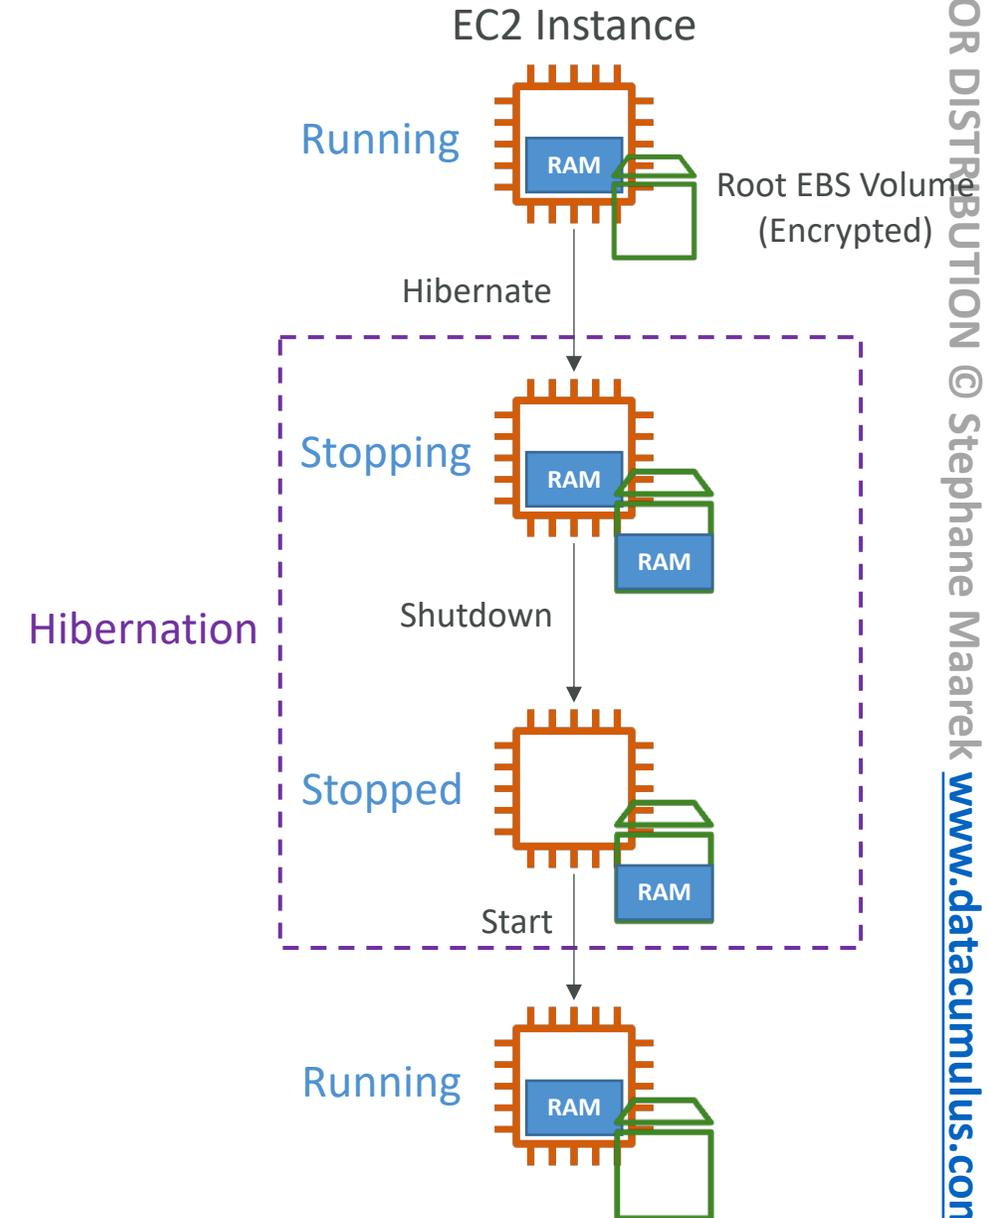 EC2 Instance
Running
RAM
Root EBS Volume
(Encrypted)
Hibernate
Stopping
RAM
RAM
Shutdown
Hibernation
Stopped
RAM
Start
Running
RAM
OR DISTRIBUTION © Stephane Maarek www.datacumulus.com